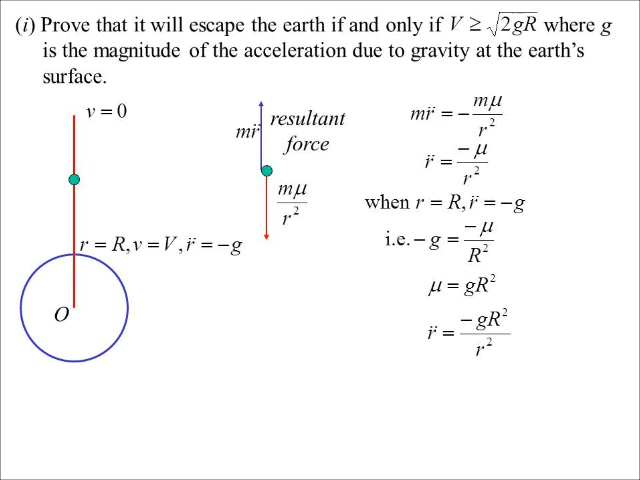 (i) Prove that it will escape the earth if and only if V ≥ √2gR where g
is the magnitude of the acceleration due to gravity at the earth's
surface.
v = 0
r = R, v = V, r̈ = −g
O
mr̈
resultant
force
mμ/r²
mr̈ = −mμ/r²
r̈ = −μ/r²
when r = R, r̈ = −g
i.e. −g = −μ/R²
μ = gR²
r̈ = −gR²/r²